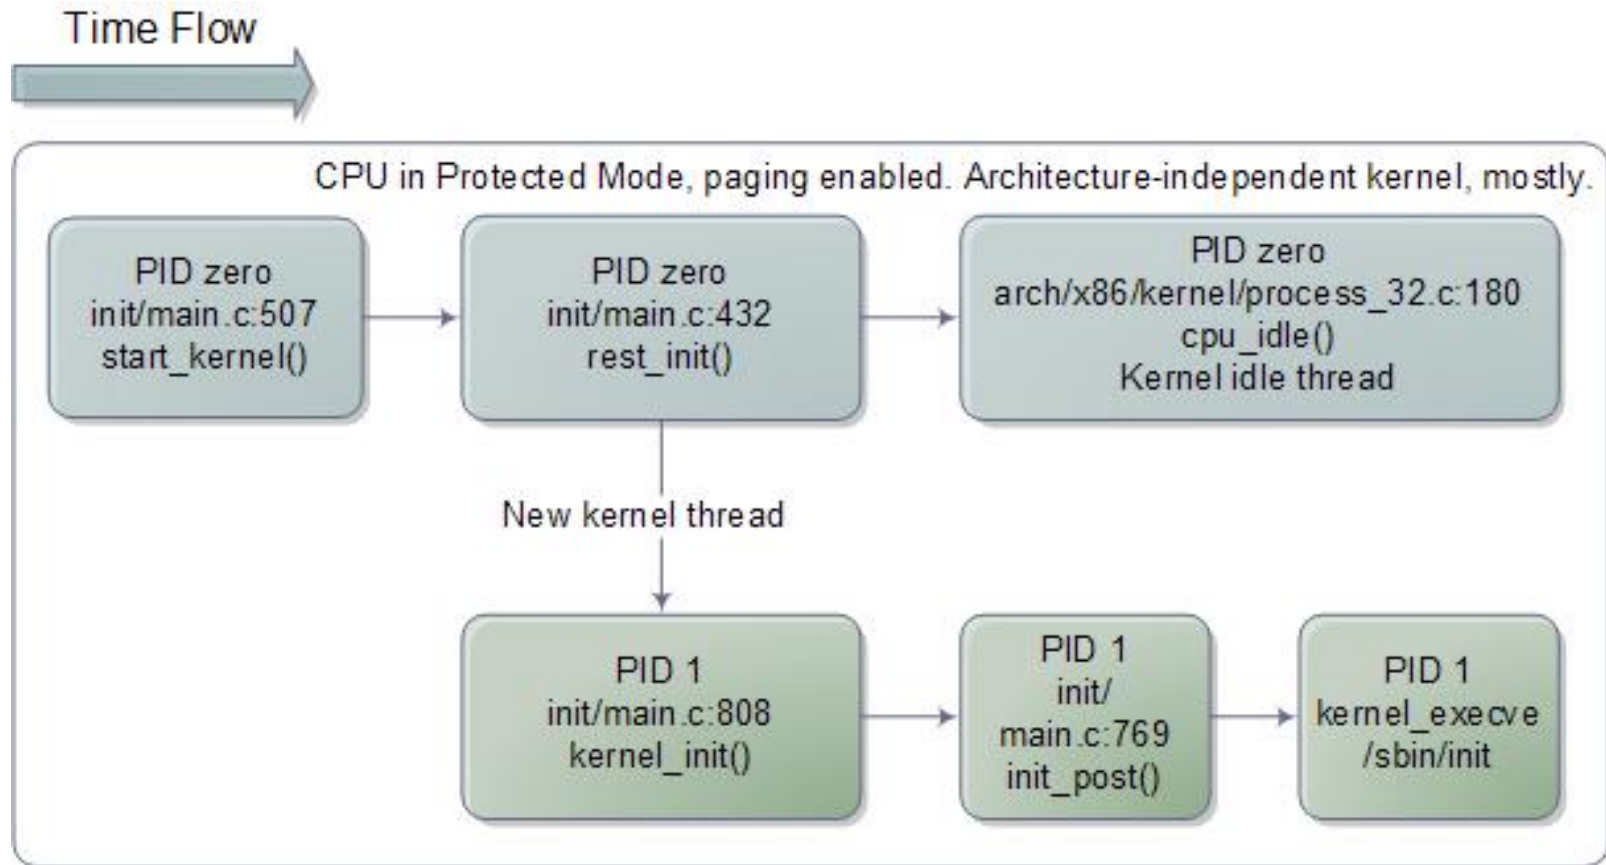 Time Flow
CPU in Protected Mode, paging enabled. Architecture-independent kernel, mostly.
PID zero
init/main.c:507
start_kernel()
PID zero
init/main.c:432
rest_init()
PID zero
arch/x86/kernel/process_32.c:180
cpu_idle()
Kernel idle thread
New kernel thread
PID 1
init/main.c:808
kernel_init()
PID 1
init/
main.c:769
init_post()
PID 1
kernel_execve
/sbin/init